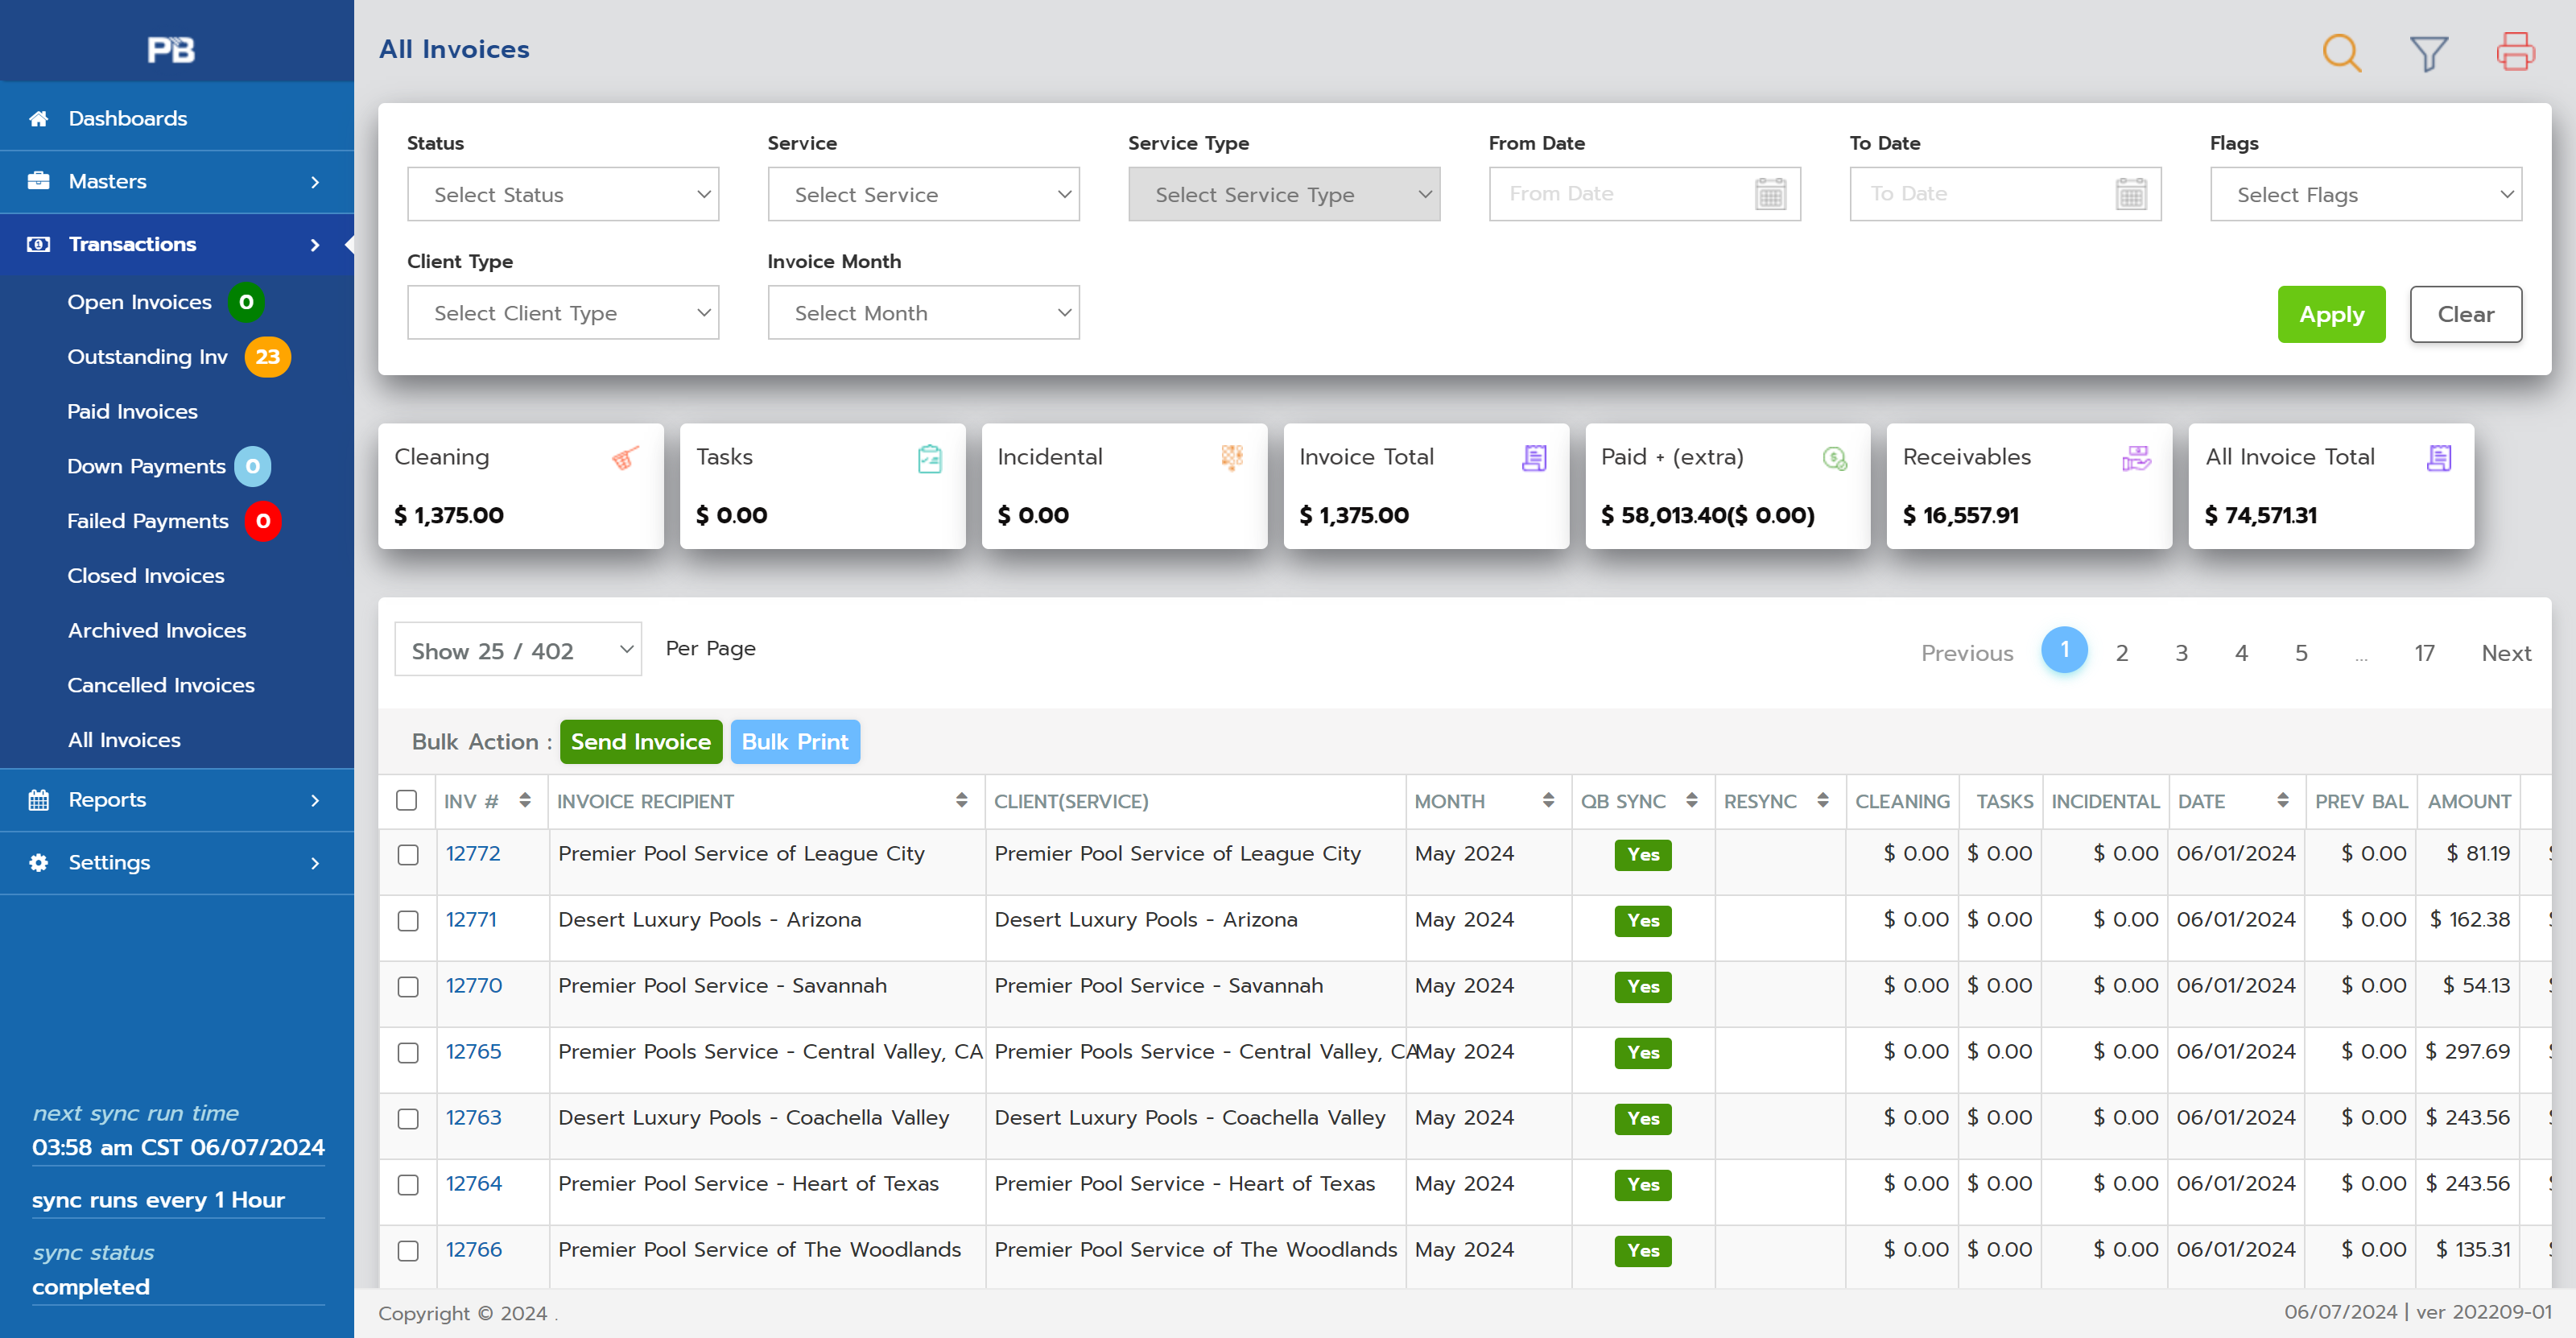 PB
Dashboards
Masters
Transactions
Open Invoices 0
Outstanding Inv 23
Paid Invoices
Down Payments 0
Failed Payments 0
Closed Invoices
Archived Invoices
Cancelled Invoices
All Invoices
Reports
Settings
next sync run time
03:58 am CST 06/07/2024
sync runs every 1 Hour
sync status
completed
All Invoices
Status Service Service Type From Date To Date Flags
Select Status Select Service Select Service Type From Date To Date Select Flags
Client Type Invoice Month
Select Client Type Select Month Apply Clear
Cleaning Tasks Incidental Invoice Total Paid + (extra) Receivables All Invoice Total
$ 1,375.00 $ 0.00 $ 0.00 $ 1,375.00 $ 58,013.40($ 0.00) $ 16,557.91 $ 74,571.31
Show 25 / 402 Per Page Previous 1 2 3 4 5 ... 17 Next
Bulk Action : Send Invoice Bulk Print
INV # INVOICE RECIPIENT CLIENT(SERVICE) MONTH QB SYNC RESYNC CLEANING TASKS INCIDENTAL DATE PREV BAL AMOUNT
12772 Premier Pool Service of League City Premier Pool Service of League City May 2024 Yes $ 0.00 $ 0.00 $ 0.00 06/01/2024 $ 0.00 $ 81.19
12771 Desert Luxury Pools - Arizona Desert Luxury Pools - Arizona May 2024 Yes $ 0.00 $ 0.00 $ 0.00 06/01/2024 $ 0.00 $ 162.38
12770 Premier Pool Service - Savannah Premier Pool Service - Savannah May 2024 Yes $ 0.00 $ 0.00 $ 0.00 06/01/2024 $ 0.00 $ 54.13
12765 Premier Pools Service - Central Valley, CA Premier Pools Service - Central Valley, CA May 2024 Yes $ 0.00 $ 0.00 $ 0.00 06/01/2024 $ 0.00 $ 297.69
12763 Desert Luxury Pools - Coachella Valley Desert Luxury Pools - Coachella Valley May 2024 Yes $ 0.00 $ 0.00 $ 0.00 06/01/2024 $ 0.00 $ 243.56
12764 Premier Pool Service - Heart of Texas Premier Pool Service - Heart of Texas May 2024 Yes $ 0.00 $ 0.00 $ 0.00 06/01/2024 $ 0.00 $ 243.56
12766 Premier Pool Service of The Woodlands Premier Pool Service of The Woodlands May 2024 Yes $ 0.00 $ 0.00 $ 0.00 06/01/2024 $ 0.00 $ 135.31
Copyright © 2024 . 06/07/2024 | ver 202209-01